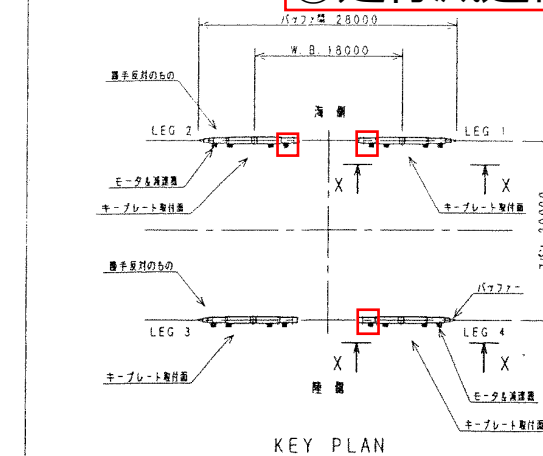 バッファ間 28000
W.B. 18000
勝手反対のもの
海側
LEG 2
LEG 1
モータ&減速機
X
X
キープレート取付面
キープレート取付面
勝手反対のもの
バッファー
LEG 3
LEG 4
キープレート取付面
X
X
陸側
モータ&減速機
キープレート取付面
KEY PLAN